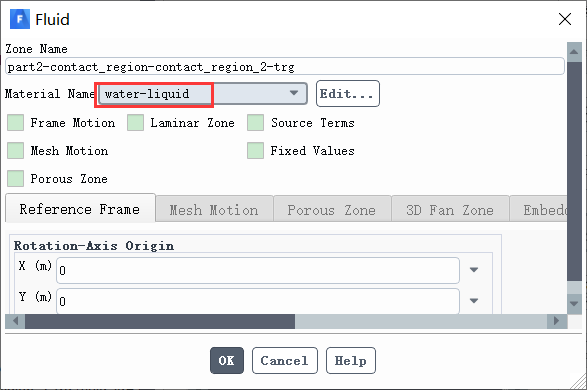 F Fluid
Zone Name
part2-contact_region-contact_region_2-trg
Material Name water-liquid Edit...
Frame Motion Laminar Zone Source Terms
Mesh Motion Fixed Values
Porous Zone
Reference Frame Mesh Motion Porous Zone 3D Fan Zone Embedd
Rotation-Axis Origin
X (m) 0
Y (m) 0
OK Cancel Help